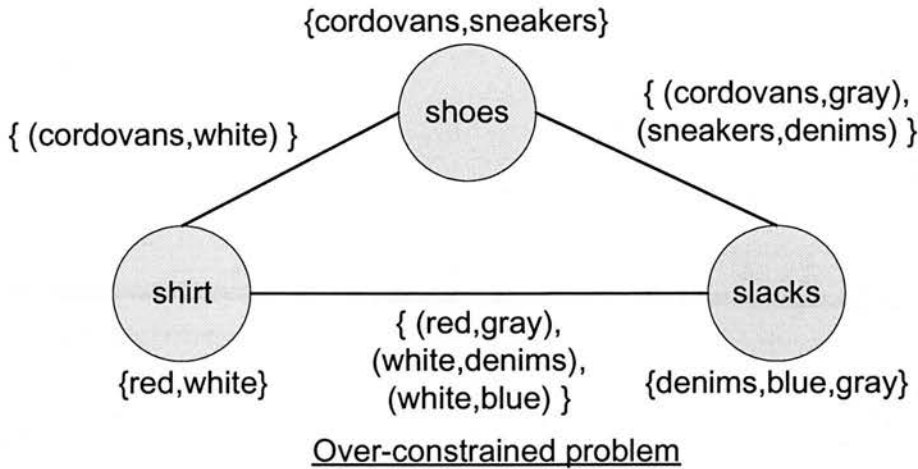 {cordovans,sneakers}
shoes
{ (cordovans,white) }
{ (cordovans,gray),
(sneakers,denims) }
shirt
slacks
{ (red,gray),
(white,denims),
(white,blue) }
{red,white}
{denims,blue,gray}
Over-constrained problem